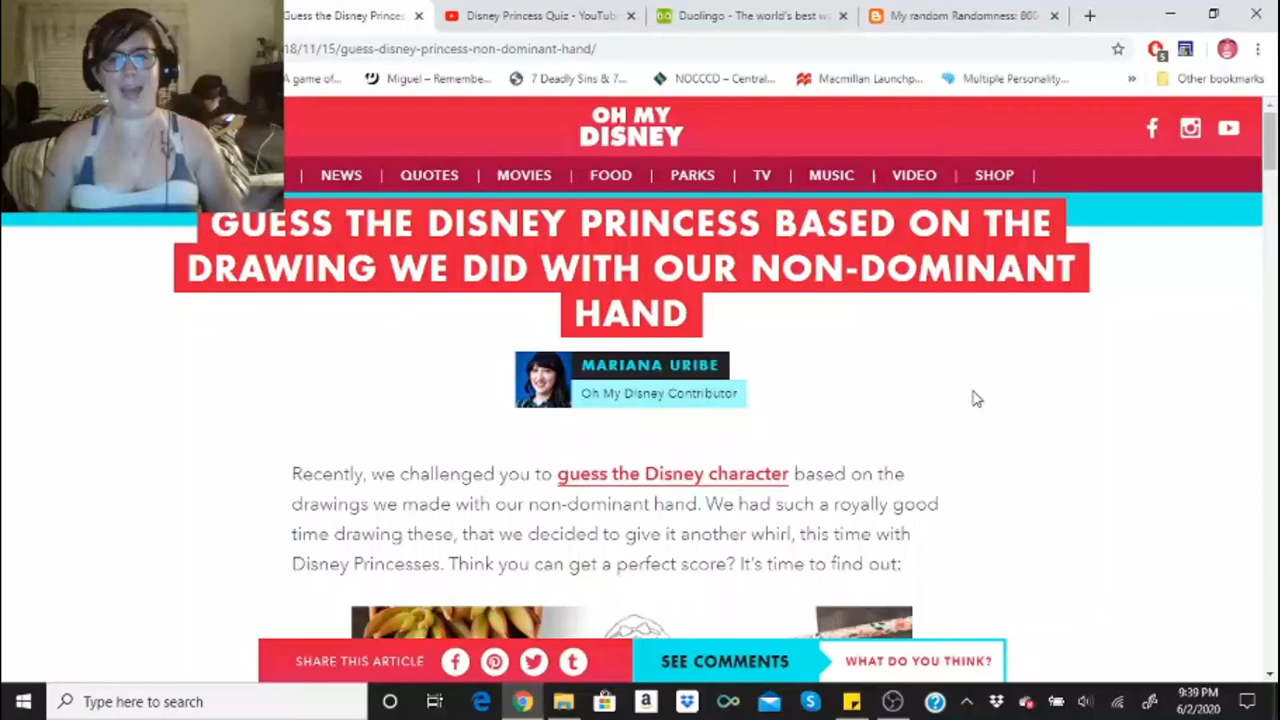 Guess the Disney Princes
Disney Princess Quiz - YouTub
Duolingo - The world's best w
My random Randomness: 800
18/11/15/guess-disney-princess-non-dominant-hand/
A game of...
Miguel – Remembe...
7 Deadly Sins & 7...
NOCCCD – Central...
Macmillan Launchp...
Multiple Personality...
»
Other bookmarks
OH MY
DISNEY
NEWS | QUOTES | MOVIES | FOOD | PARKS | TV | MUSIC | VIDEO | SHOP
GUESS THE DISNEY PRINCESS BASED ON THE
DRAWING WE DID WITH OUR NON-DOMINANT
HAND
MARIANA URIBE
Oh My Disney Contributor
Recently, we challenged you to guess the Disney character based on the
drawings we made with our non-dominant hand. We had such a royally good
time drawing these, that we decided to give it another whirl, this time with
Disney Princesses. Think you can get a perfect score? It's time to find out:
SHARE THIS ARTICLE
SEE COMMENTS
WHAT DO YOU THINK?
Type here to search
9:39 PM
6/2/2020